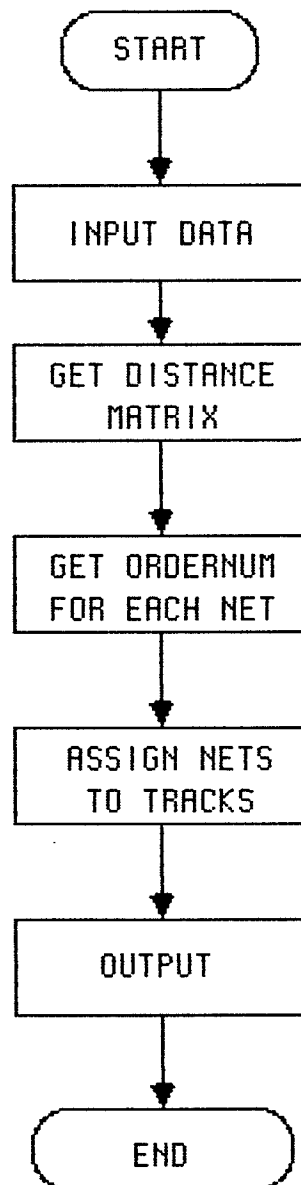 START
INPUT DATA
GET DISTANCE
MATRIX
GET ORDERNUM
FOR EACH NET
ASSIGN NETS
TO TRACKS
OUTPUT
END